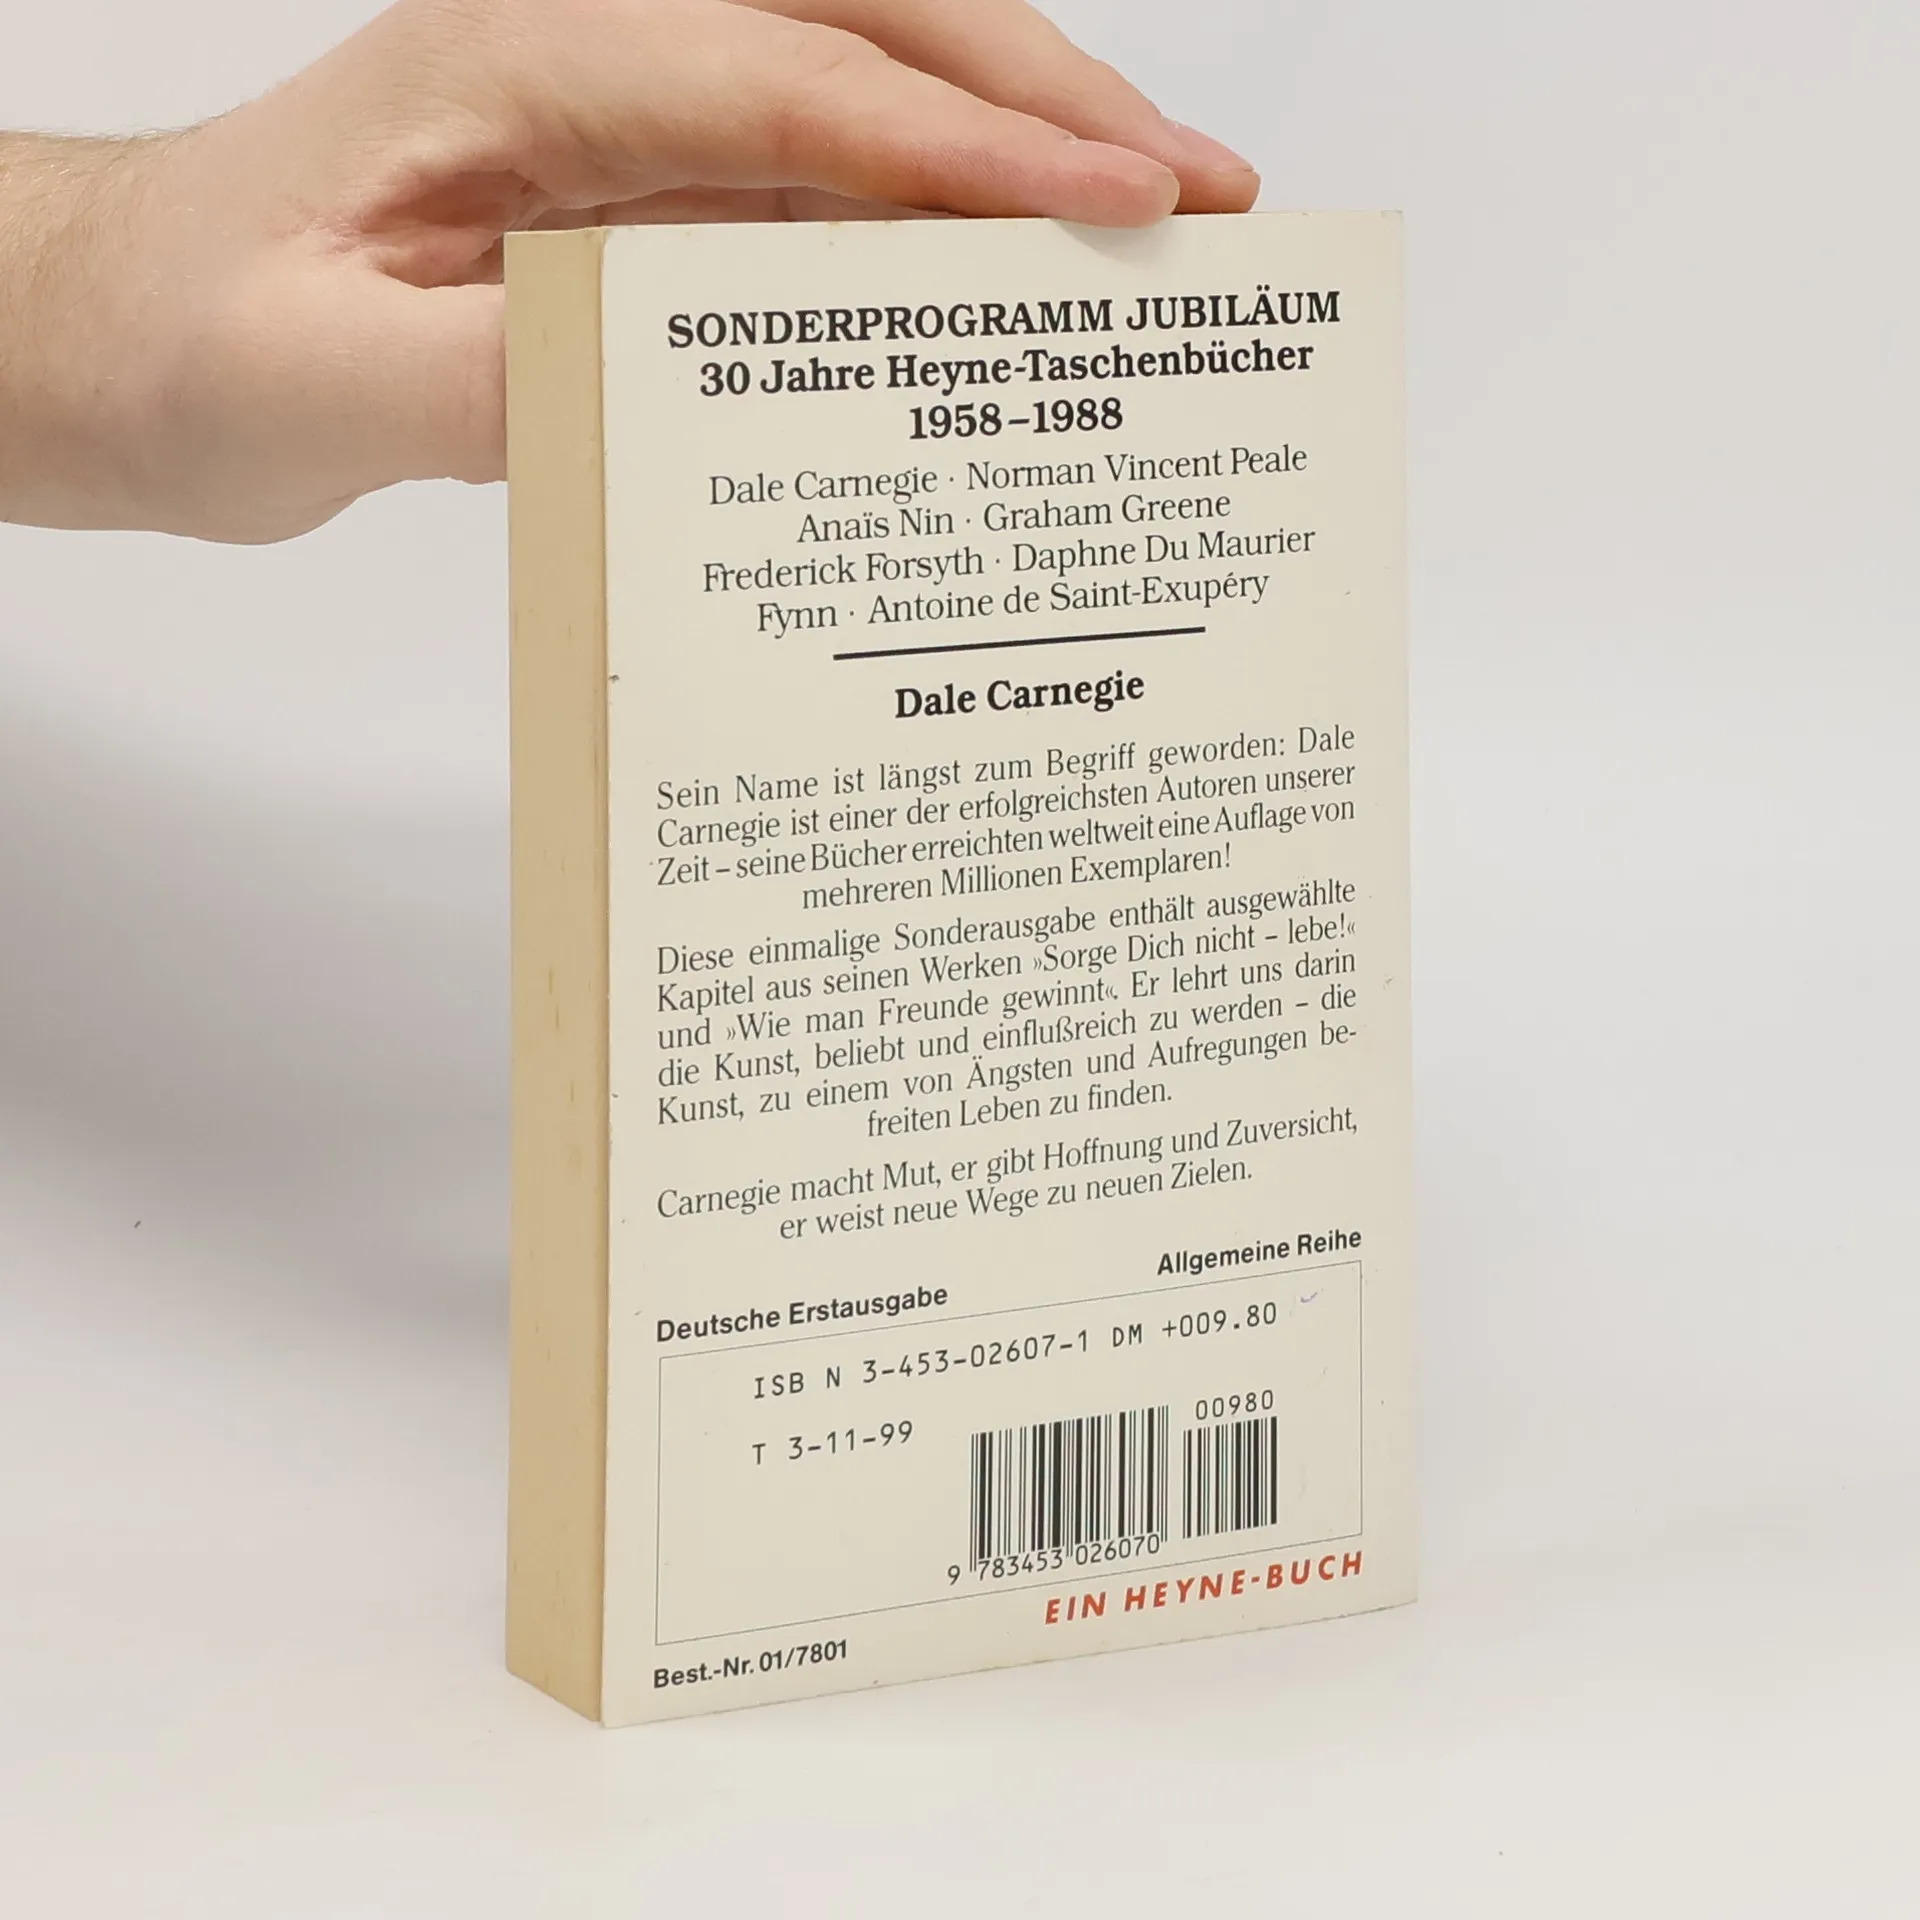 SONDERPROGRAMM JUBILÄUM
30 Jahre Heyne-Taschenbücher
1958–1988
Dale Carnegie · Norman Vincent Peale
Anaïs Nin · Graham Greene
Frederick Forsyth · Daphne Du Maurier
Fynn · Antoine de Saint-Exupéry
Dale Carnegie
Sein Name ist längst zum Begriff geworden: Dale
Carnegie ist einer der erfolgreichsten Autoren unserer
Zeit – seine Bücher erreichten weltweit eine Auflage von
mehreren Millionen Exemplaren!
Diese einmalige Sonderausgabe enthält ausgewählte
Kapitel aus seinen Werken »Sorge Dich nicht – lebe!«
und »Wie man Freunde gewinnt«. Er lehrt uns darin
die Kunst, beliebt und einflußreich zu werden – die
Kunst, zu einem von Ängsten und Aufregungen be-
freiten Leben zu finden.
Carnegie macht Mut, er gibt Hoffnung und Zuversicht,
er weist neue Wege zu neuen Zielen.
Deutsche Erstausgabe
Allgemeine Reihe
ISB N 3-453-02607-1 DM +009.80
T 3-11-99
00980
9 783453 026070
EIN HEYNE-BUCH
Best.-Nr. 01/7801